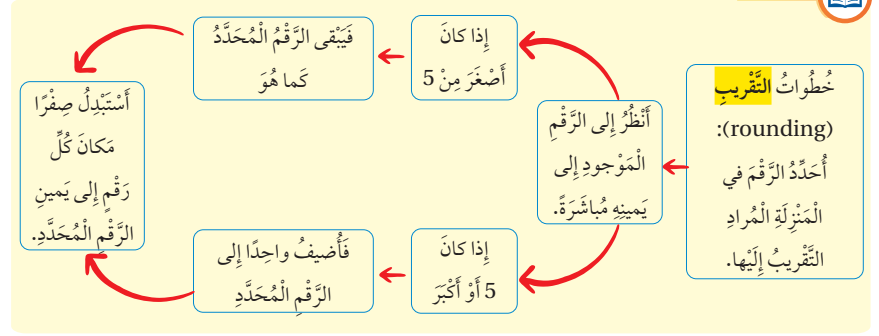 خُطُواتُ التَّقْريبِ
(rounding):
أُحَدِّدُ الرَّقْمَ في
الْمَنْزِلَةِ الْمُرادِ
التَّقْريبُ إِلَيْها.
أَنْظُرُ إِلى الرَّقْمِ
الْمَوْجودِ إِلى
يَمينِهِ مُباشَرَةً.
إِذا كانَ
أَصْغَرَ مِنْ 5
فَيَبْقى الرَّقْمُ الْمُحَدَّدُ
كَما هُوَ
إِذا كانَ
5 أَوْ أَكْبَرَ
فَأُضيفُ واحِدًا إِلى
الرَّقْمِ الْمُحَدَّدِ
أَسْتَبْدِلُ صِفْرًا
مَكانَ كُلِّ
رَقْمٍ إِلى يَمينِ
الرَّقْمِ الْمُحَدَّدِ.